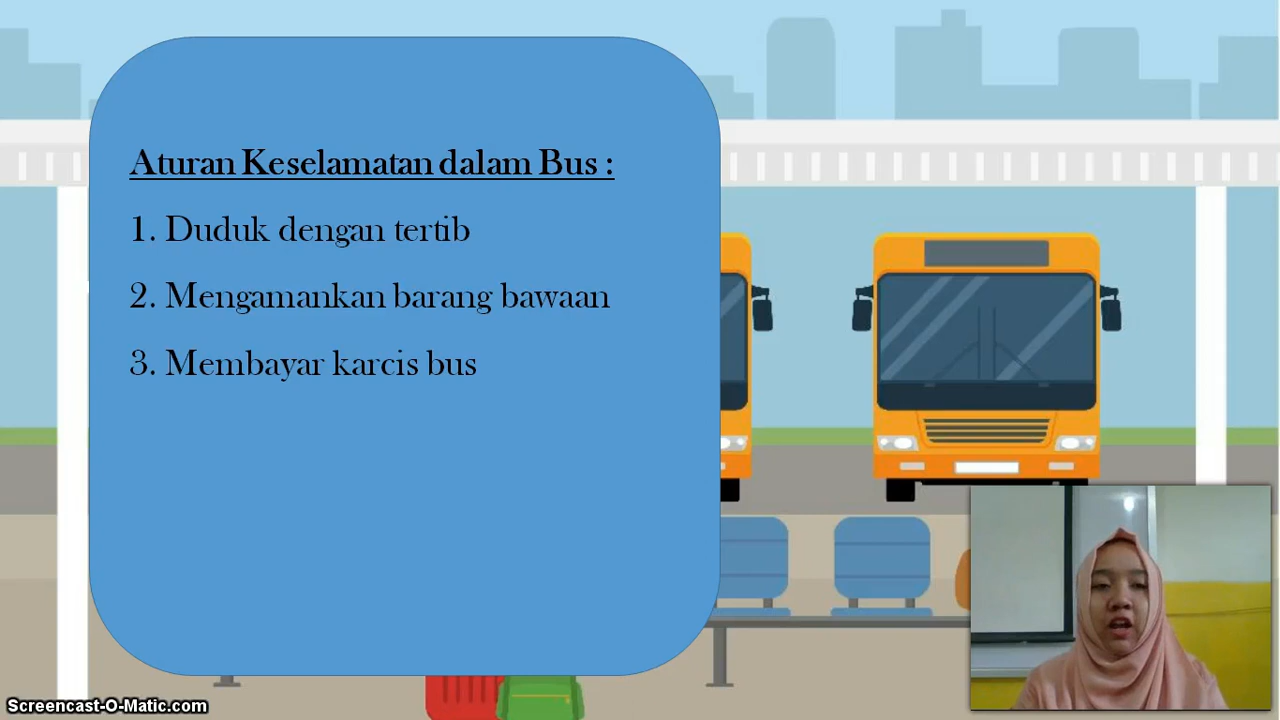 Aturan Keselamatan dalam Bus :
1. Duduk dengan tertib
2. Mengamankan barang bawaan
3. Membayar karcis bus
Screencast-O-Matic.com